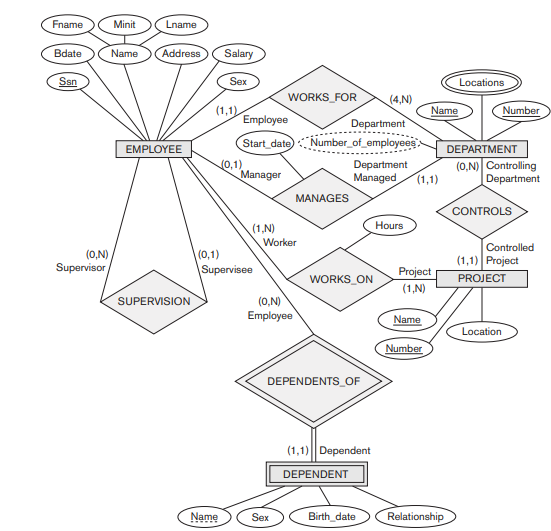 Fname
Minit
Lname
Bdate
Name
Address
Salary
Ssn
Sex
WORKS_FOR
(1,1)
Employee
(4,N)
Department
Locations
Name
Number
Start_date
Number_of_employees
EMPLOYEE
DEPARTMENT
(0,1)
Manager
Department
Managed
(1,1)
MANAGES
(0,N)
Controlling
Department
CONTROLS
(1,N)
Worker
Hours
(0,N)
Supervisor
(0,1)
Supervisee
Controlled
Project
(1,1)
SUPERVISION
WORKS_ON
Project
(1,N)
PROJECT
(0,N)
Employee
Name
Number
Location
DEPENDENTS_OF
(1,1)
Dependent
DEPENDENT
Name
Sex
Birth_date
Relationship